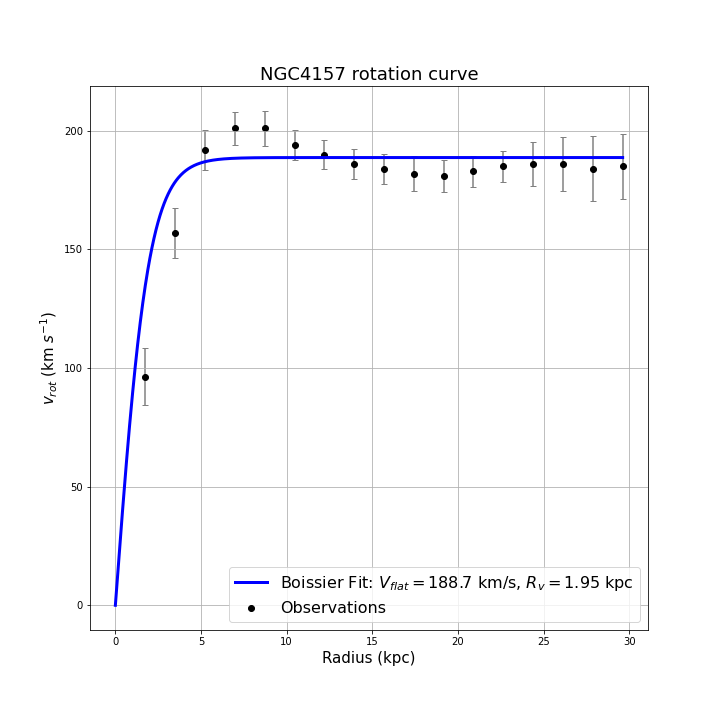 NGC4157 rotation curve
200
150
100
50
0
v_rot (km s⁻¹)
0 5 10 15 20 25 30
Radius (kpc)
Boissier Fit: V_flat = 188.7 km/s, R_v = 1.95 kpc
Observations